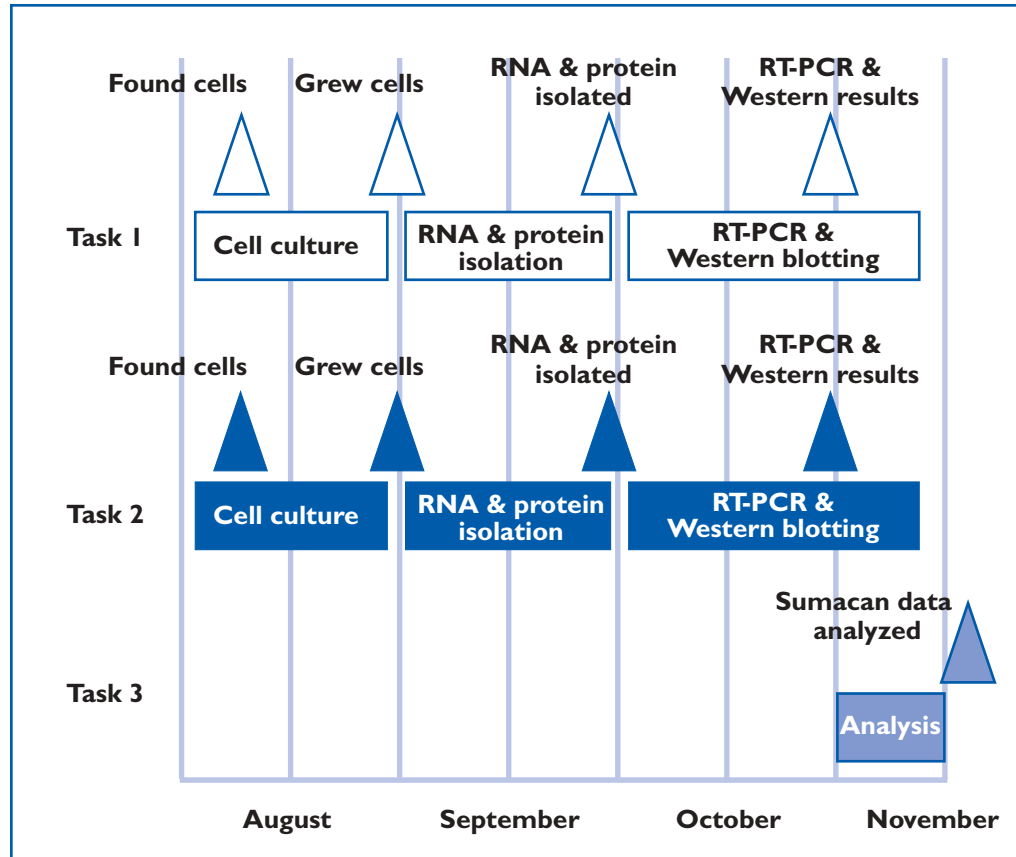 Found cells
Grew cells
RNA & protein
isolated
RT-PCR &
Western results
Task 1
Cell culture
RNA & protein
isolation
RT-PCR &
Western blotting
Found cells
Grew cells
RNA & protein
isolated
RT-PCR &
Western results
Task 2
Cell culture
RNA & protein
isolation
RT-PCR &
Western blotting
Sumacan data
analyzed
Task 3
Analysis
August
September
October
November